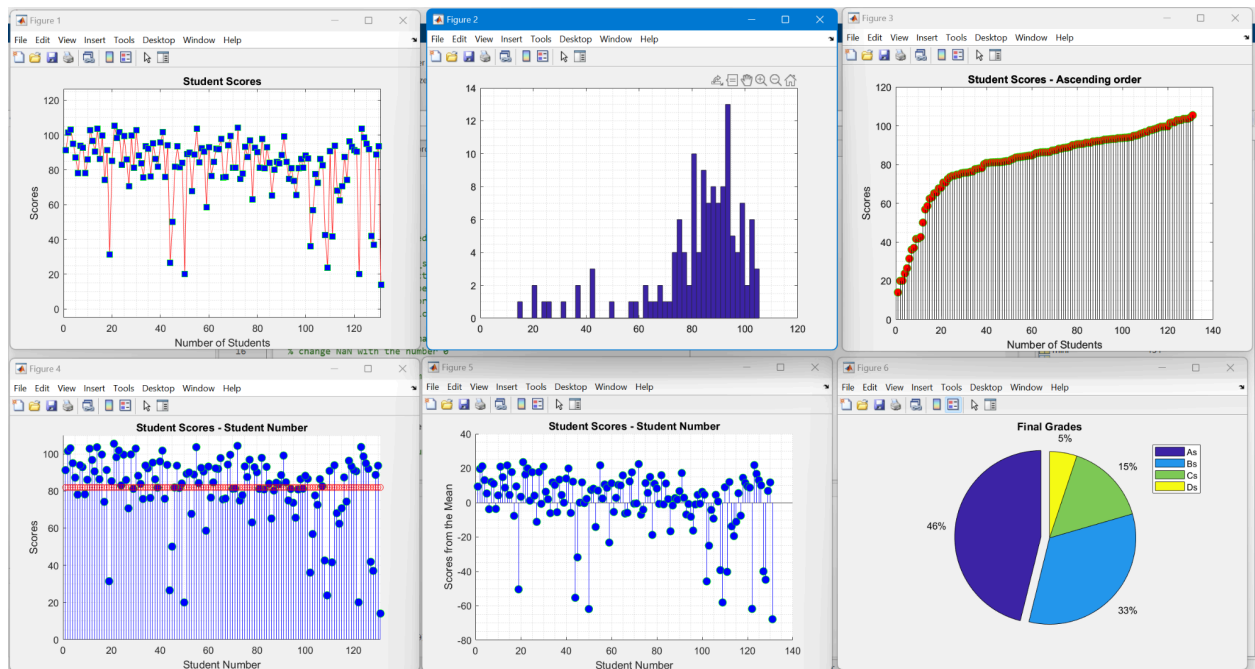 Figure 1
File Edit View Insert Tools Desktop Window Help
Student Scores
Scores
120
100
80
60
40
20
0
0 20 40 60 80 100 120
Number of Students
Figure 2
File Edit View Insert Tools Desktop Window Help
14
12
10
8
6
4
2
0
0 20 40 60 80 100 120
Figure 3
File Edit View Insert Tools Desktop Window Help
Student Scores - Ascending order
Scores
120
100
80
60
40
20
0
0 20 40 60 80 100 120 140
Number of Students
16 % change NaN with the number 0
Figure 4
File Edit View Insert Tools Desktop Window Help
Student Scores - Student Number
Scores
100
80
60
40
20
0
0 20 40 60 80 100 120
Student Number
Figure 5
File Edit View Insert Tools Desktop Window Help
Student Scores - Student Number
Scores from the Mean
40
20
0
-20
-40
-60
-80
0 20 40 60 80 100 120 140
Student Number
Figure 6
File Edit View Insert Tools Desktop Window Help
Final Grades
5%
15%
46%
33%
As
Bs
Cs
Ds